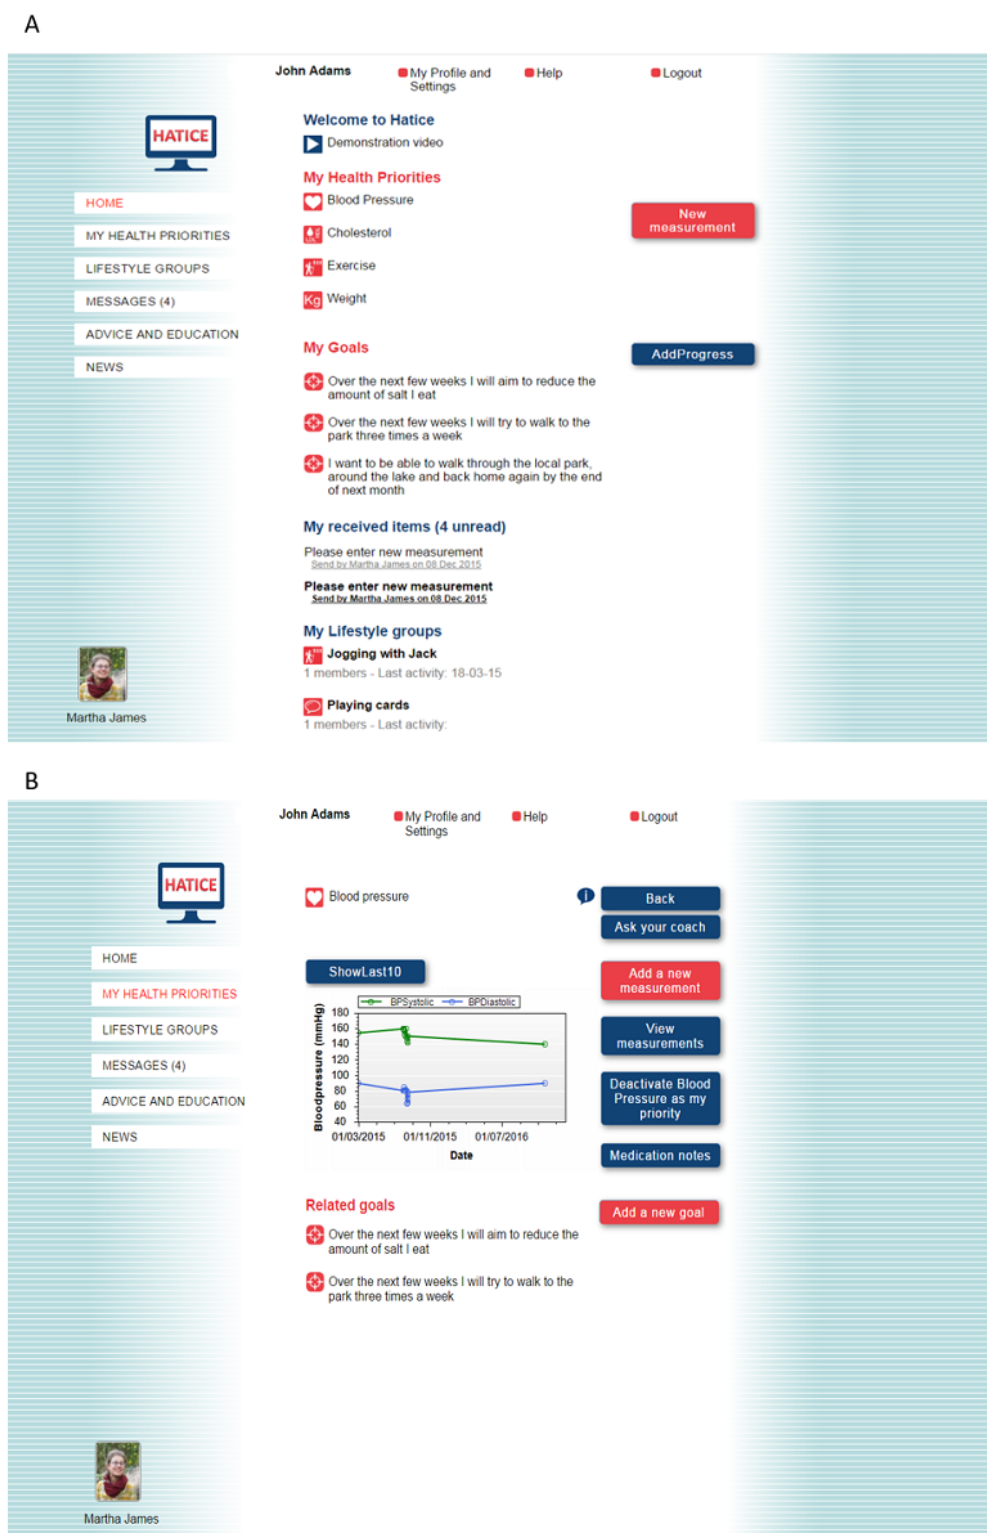 A
John Adams
My Profile and
Settings
Help
Logout
HATICE
HOME
MY HEALTH PRIORITIES
LIFESTYLE GROUPS
MESSAGES (4)
ADVICE AND EDUCATION
NEWS
Welcome to Hatice
Demonstration video
My Health Priorities
Blood Pressure
Cholesterol
Exercise
Kg Weight
New
measurement
My Goals
AddProgress
Over the next few weeks I will aim to reduce the
amount of salt I eat
Over the next few weeks I will try to walk to the
park three times a week
I want to be able to walk through the local park,
around the lake and back home again by the end
of next month
My received items (4 unread)
Please enter new measurement
Send by Martha James on 08 Dec 2015
Please enter new measurement
Send by Martha James on 08 Dec 2015
My Lifestyle groups
Jogging with Jack
1 members - Last activity: 18-03-15
Playing cards
1 members - Last activity:
Martha James
B
John Adams
My Profile and
Settings
Help
Logout
HATICE
HOME
MY HEALTH PRIORITIES
LIFESTYLE GROUPS
MESSAGES (4)
ADVICE AND EDUCATION
NEWS
Blood pressure
i
Back
Ask your coach
ShowLast10
Add a new
measurement
View
measurements
Deactivate Blood
Pressure as my
priority
Medication notes
BPSystolic BPDiastolic
Bloodpressure (mmHg)
180
160
140
120
100
80
60
40
01/03/2015 01/11/2015 01/07/2016
Date
Related goals
Add a new goal
Over the next few weeks I will aim to reduce the
amount of salt I eat
Over the next few weeks I will try to walk to the
park three times a week
Martha James